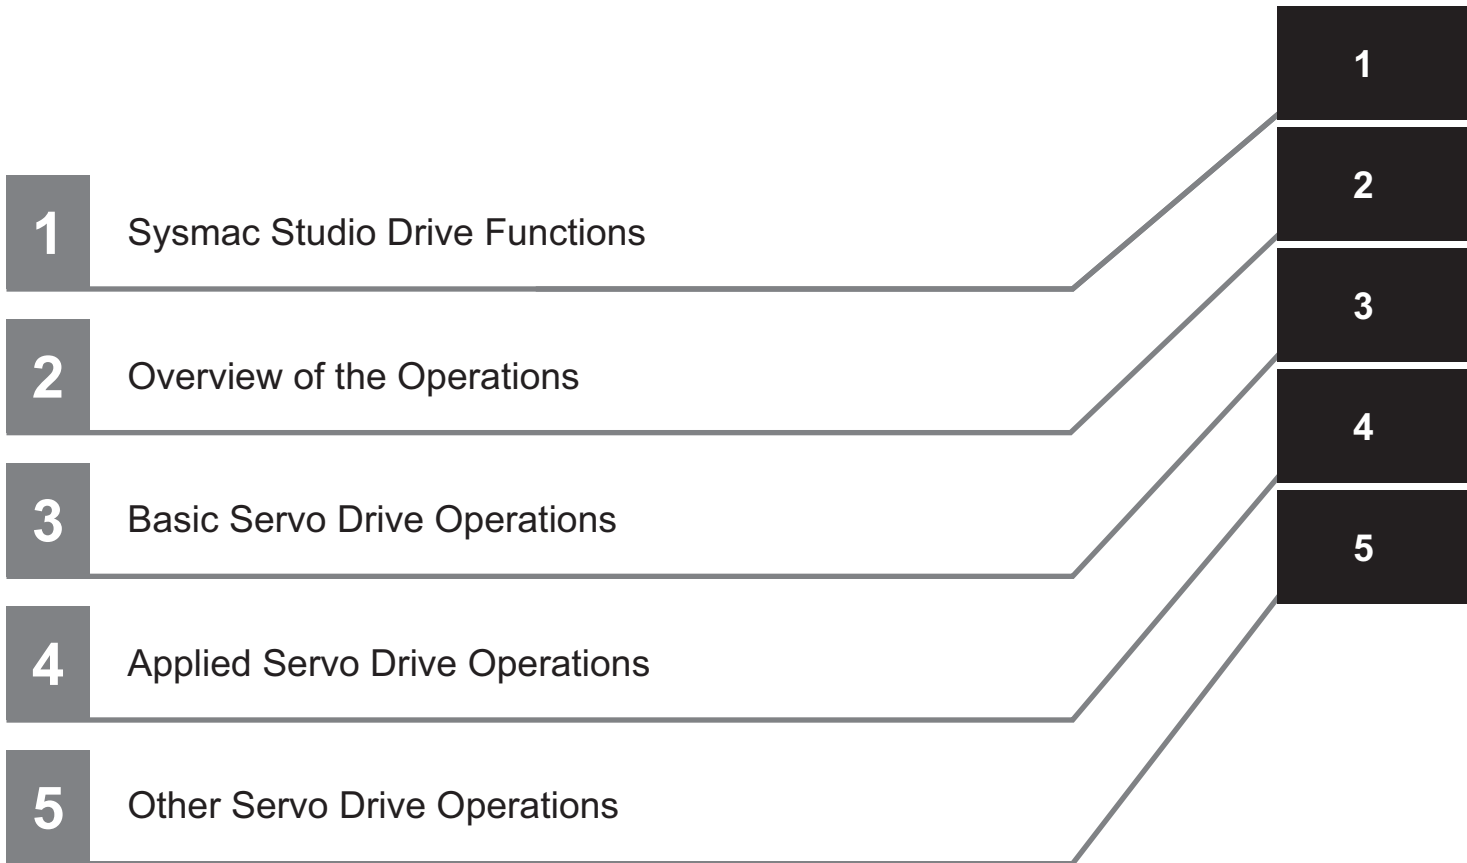 1
2
1 Sysmac Studio Drive Functions
3
2 Overview of the Operations
4
3 Basic Servo Drive Operations
5
4 Applied Servo Drive Operations
5 Other Servo Drive Operations